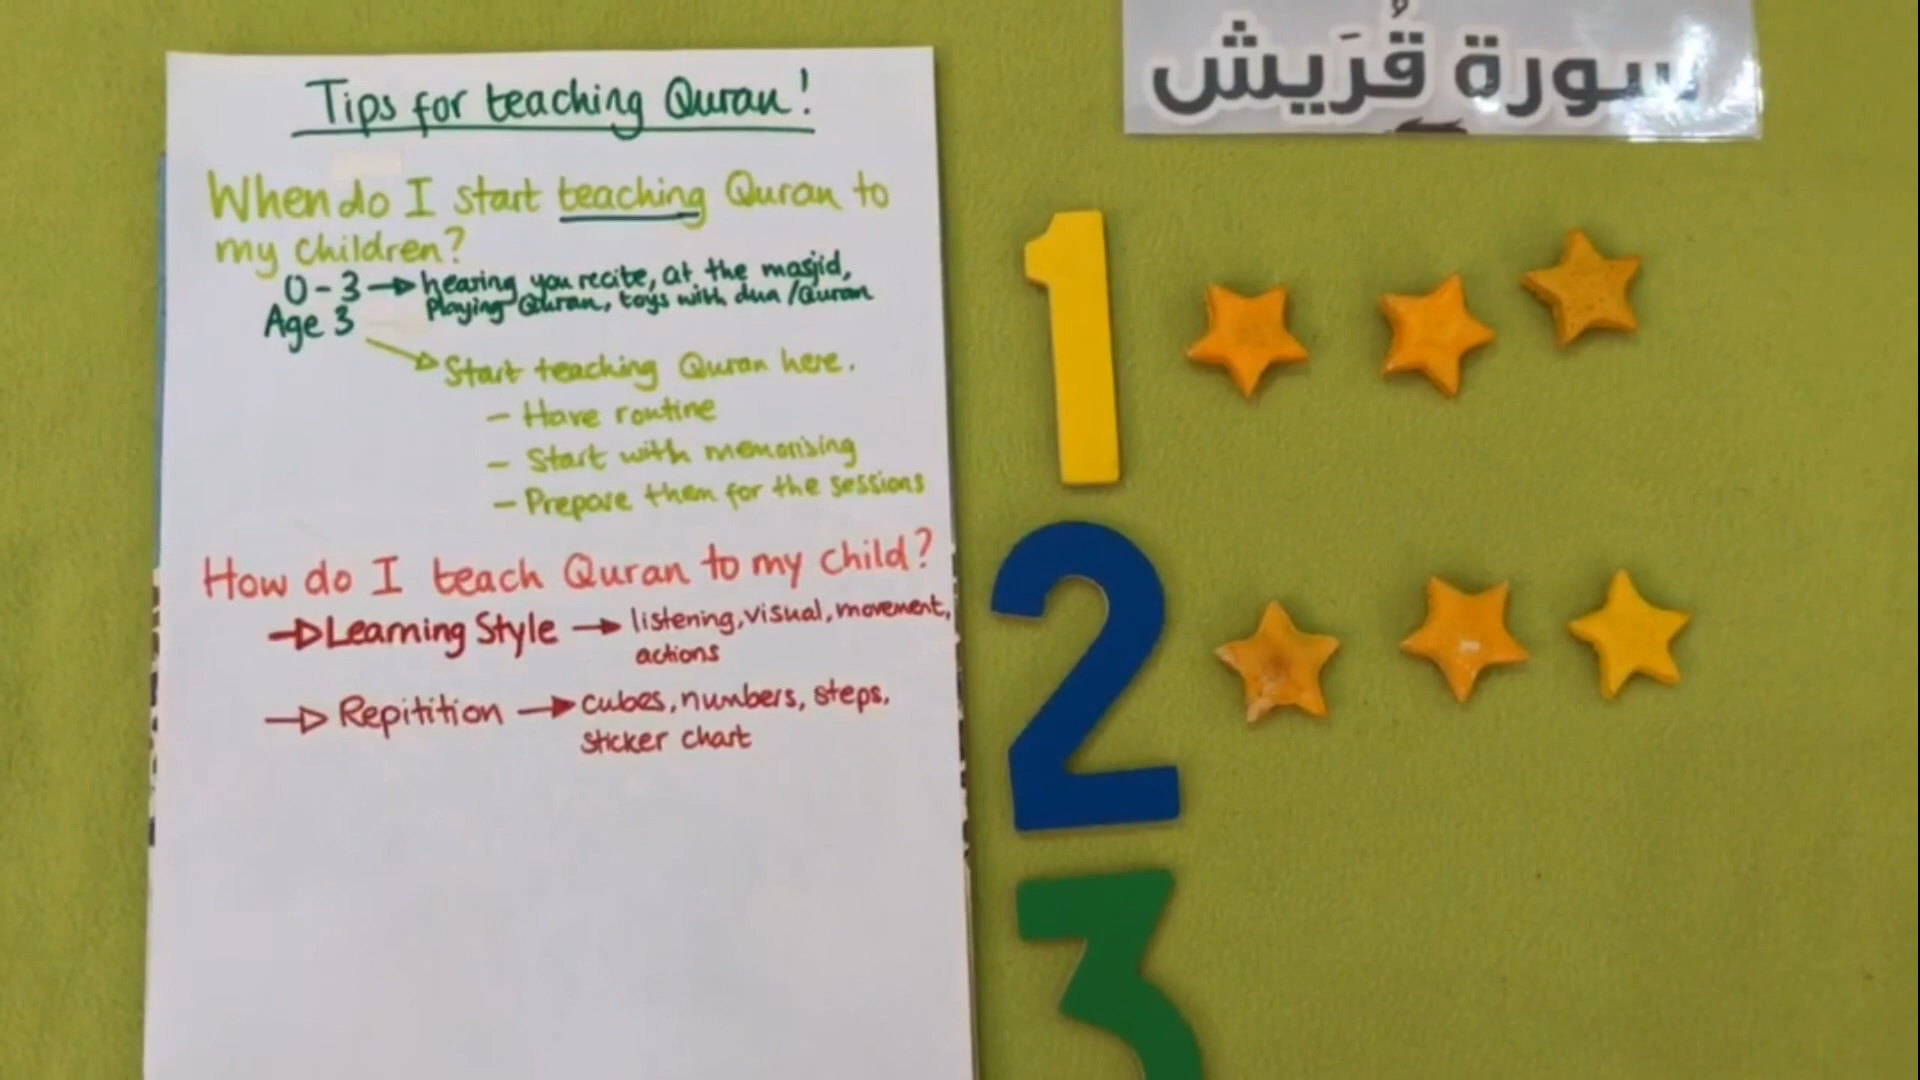 Tips for teaching Quran!
When do I start teaching Quran to
my children?
0-3 → hearing you recite, at the masjid,
Playing Quran, toys with dua/Quran
Age 3
Start teaching Quran here.
- Have routine
- Start with memorising
- Prepare them for the sessions
How do I teach Quran to my child?
→ Learning Style → listening, visual, movement,
actions
→ Repitition → cubes, numbers, steps,
sticker chart
سورة قُرَيش
1
2
3